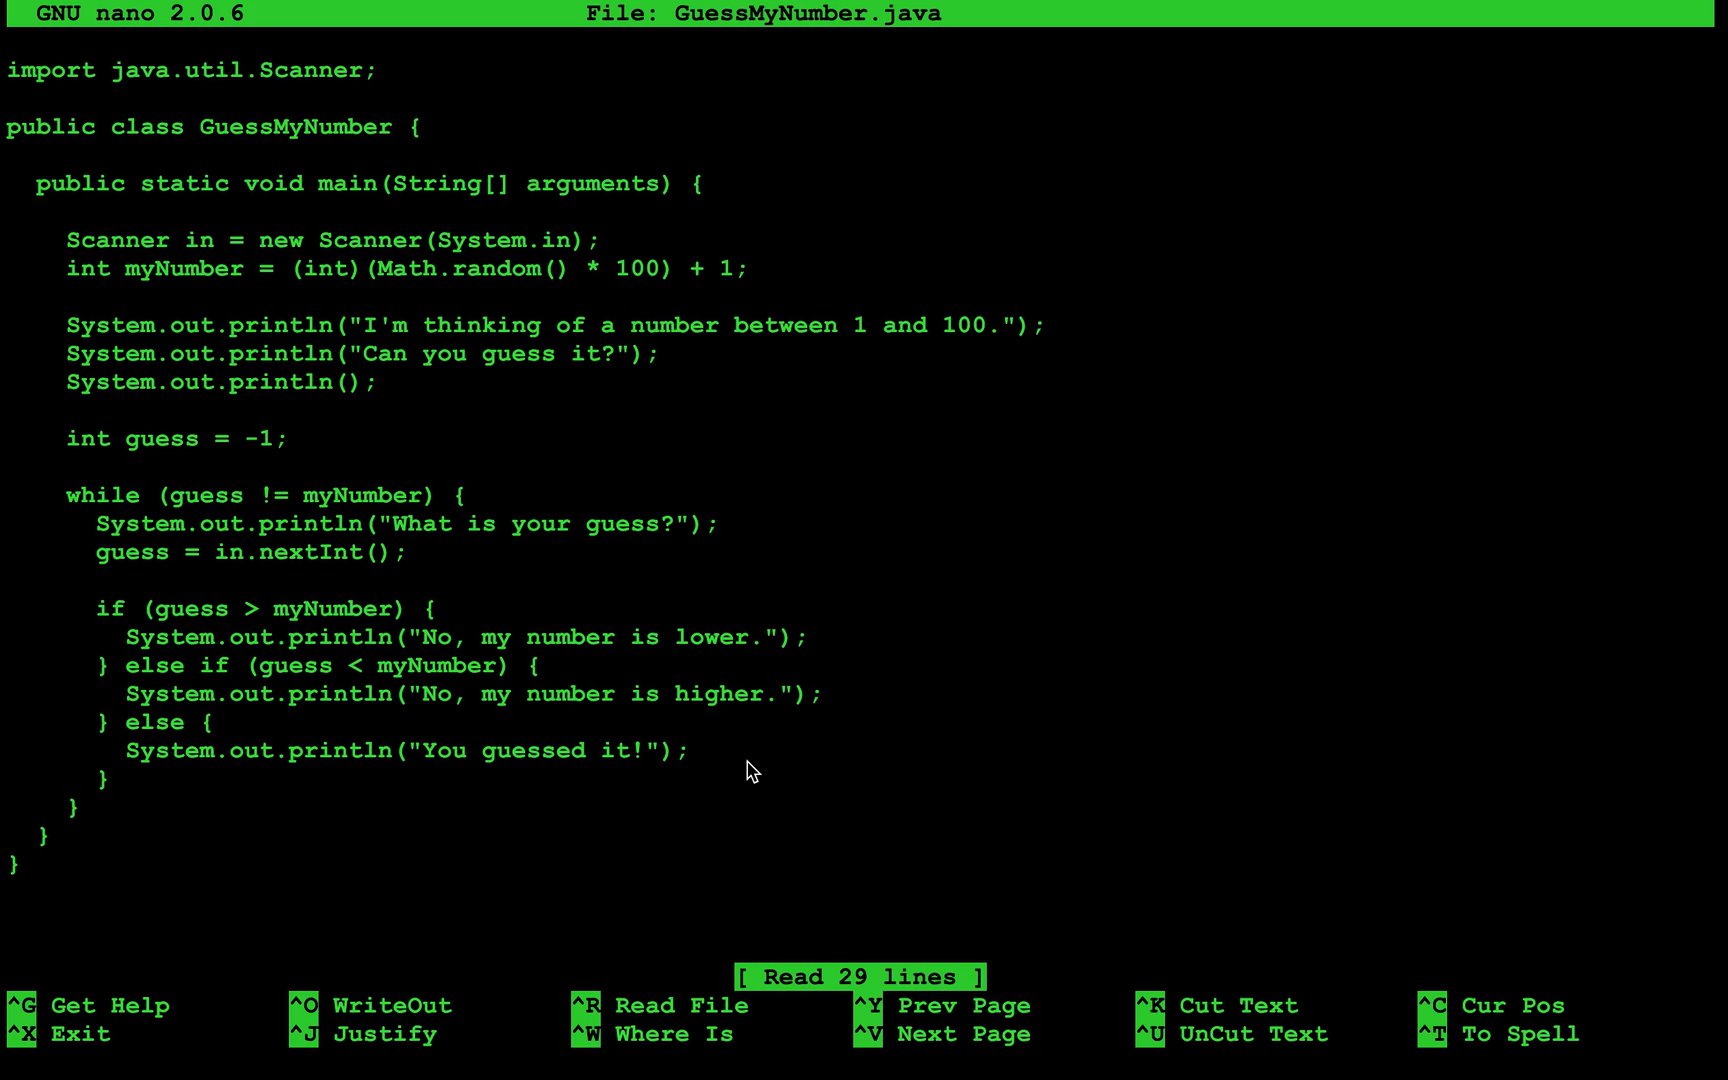 GNU nano 2.0.6 File: GuessMyNumber.java
import java.util.Scanner;
public class GuessMyNumber {
  public static void main(String[] arguments) {
    Scanner in = new Scanner(System.in);
    int myNumber = (int)(Math.random() * 100) + 1;
    System.out.println("I'm thinking of a number between 1 and 100.");
    System.out.println("Can you guess it?");
    System.out.println();
    int guess = -1;
    while (guess != myNumber) {
      System.out.println("What is your guess?");
      guess = in.nextInt();
      if (guess > myNumber) {
        System.out.println("No, my number is lower.");
      } else if (guess < myNumber) {
        System.out.println("No, my number is higher.");
      } else {
        System.out.println("You guessed it!");
      }
    }
  }
}
[ Read 29 lines ]
^G Get Help ^O WriteOut ^R Read File ^Y Prev Page ^K Cut Text ^C Cur Pos
^X Exit ^J Justify ^W Where Is ^V Next Page ^U UnCut Text ^T To Spell